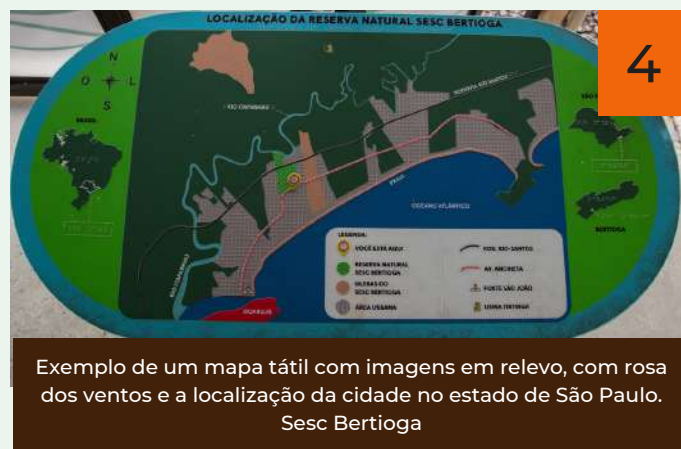 LOCALIZAÇÃO DA RESERVA NATURAL SESC BERTIOGA
4
N
O L
S
BRASIL
RIO ITAPANHAÚ
RODOVIA RIO SANTOS
PRAIA
OCEANO ATLÂNTICO
BERTIOGA
LEGENDA:
VOCÊ ESTÁ AQUI
RESERVA NATURAL
SESC BERTIOGA
GLEBAS DO
SESC BERTIOGA
ÁREA URBANA
ROD. RIO-SANTOS
AV. ANCHIETA
FORTE SÃO JOÃO
USINA ITATINGA
GUARUJÁ
Exemplo de um mapa tátil com imagens em relevo, com rosa
dos ventos e a localização da cidade no estado de São Paulo.
Sesc Bertioga